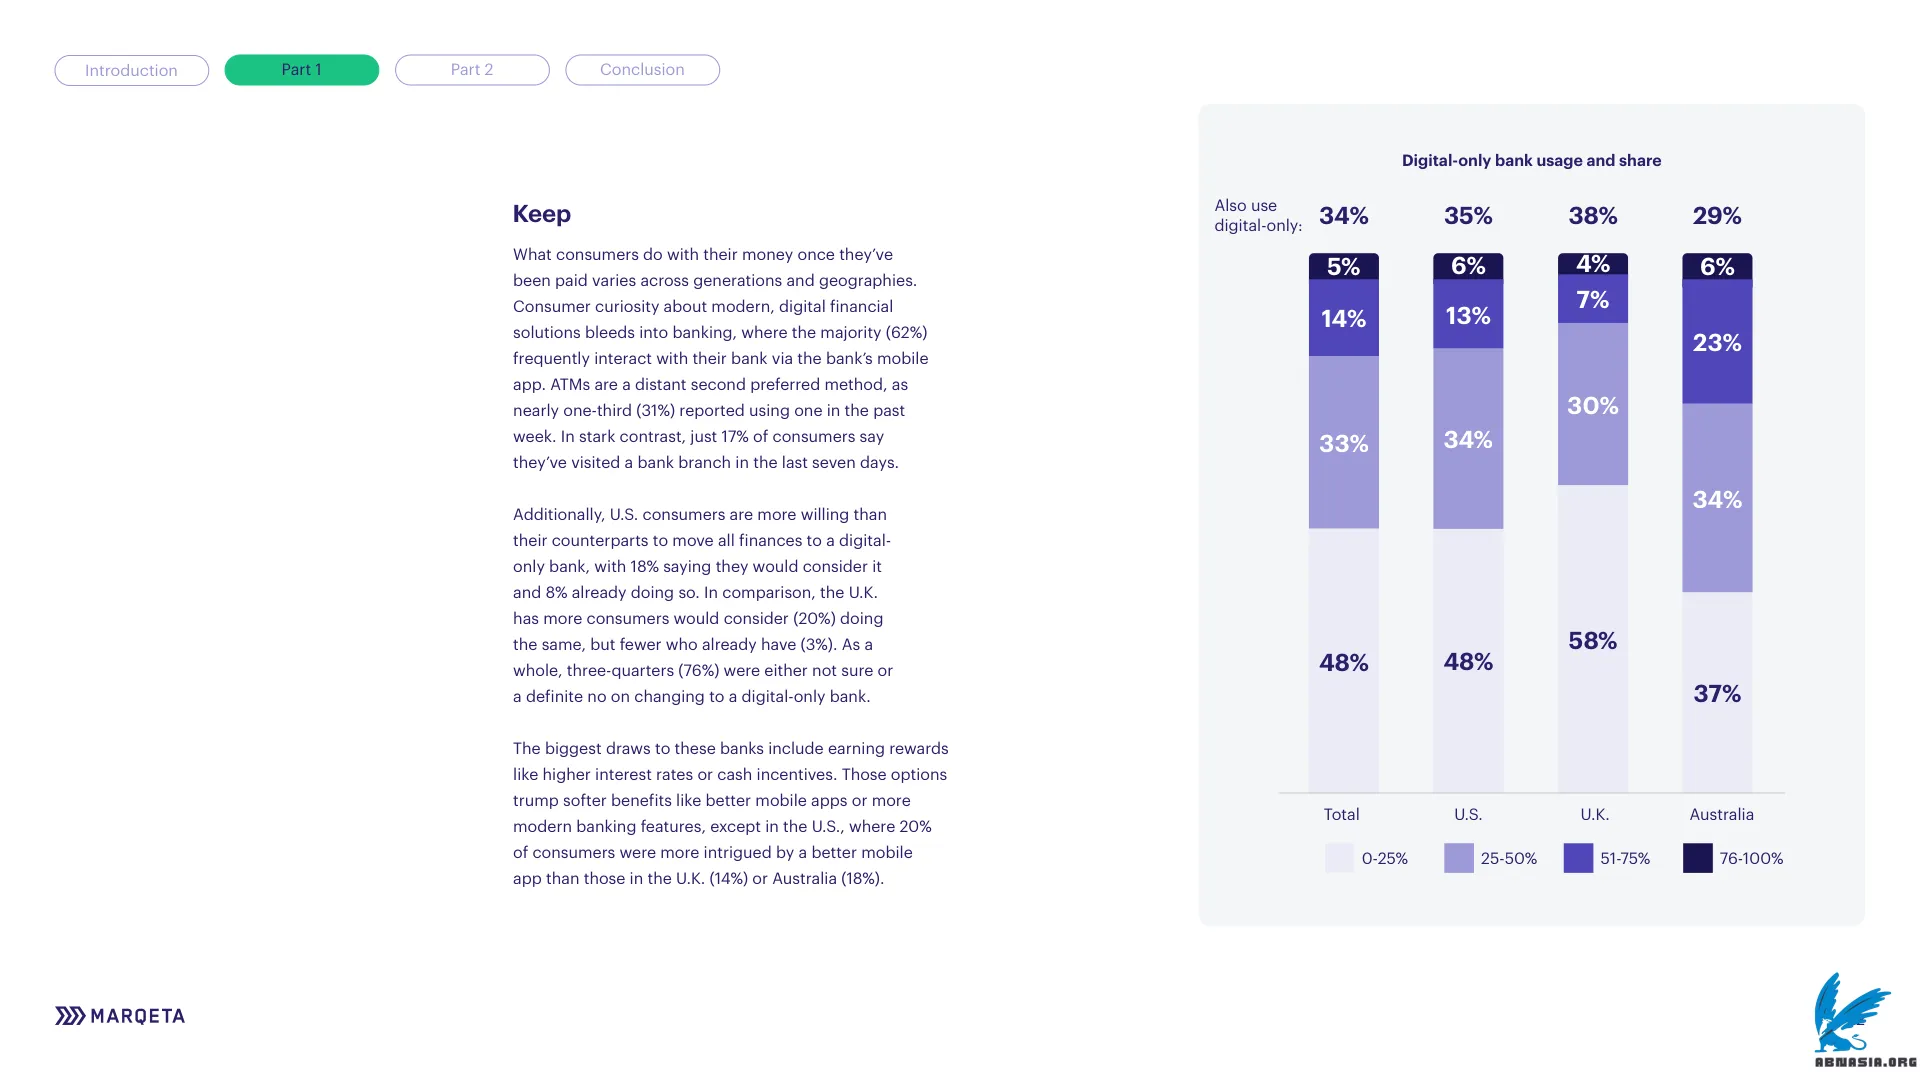 Introduction
Part 1
Part 2
Conclusion
Keep
What consumers do with their money once they’ve
been paid varies across generations and geographies.
Consumer curiosity about modern, digital financial
solutions bleeds into banking, where the majority (62%)
frequently interact with their bank via the bank’s mobile
app. ATMs are a distant second preferred method, as
nearly one-third (31%) reported using one in the past
week. In stark contrast, just 17% of consumers say
they’ve visited a bank branch in the last seven days.
Additionally, U.S. consumers are more willing than
their counterparts to move all finances to a digital-
only bank, with 18% saying they would consider it
and 8% already doing so. In comparison, the U.K.
has more consumers would consider (20%) doing
the same, but fewer who already have (3%). As a
whole, three-quarters (76%) were either not sure or
a definite no on changing to a digital-only bank.
The biggest draws to these banks include earning rewards
like higher interest rates or cash incentives. Those options
trump softer benefits like better mobile apps or more
modern banking features, except in the U.S., where 20%
of consumers were more intrigued by a better mobile
app than those in the U.K. (14%) or Australia (18%).
Digital-only bank usage and share
Also use
digital-only:
34% 35% 38% 29%
5% 6% 4% 6%
14% 13% 7% 23%
33% 34% 30% 34%
48% 48% 58% 37%
Total U.S. U.K. Australia
0-25% 25-50% 51-75% 76-100%
MARQETA
ABNASIA.ORG